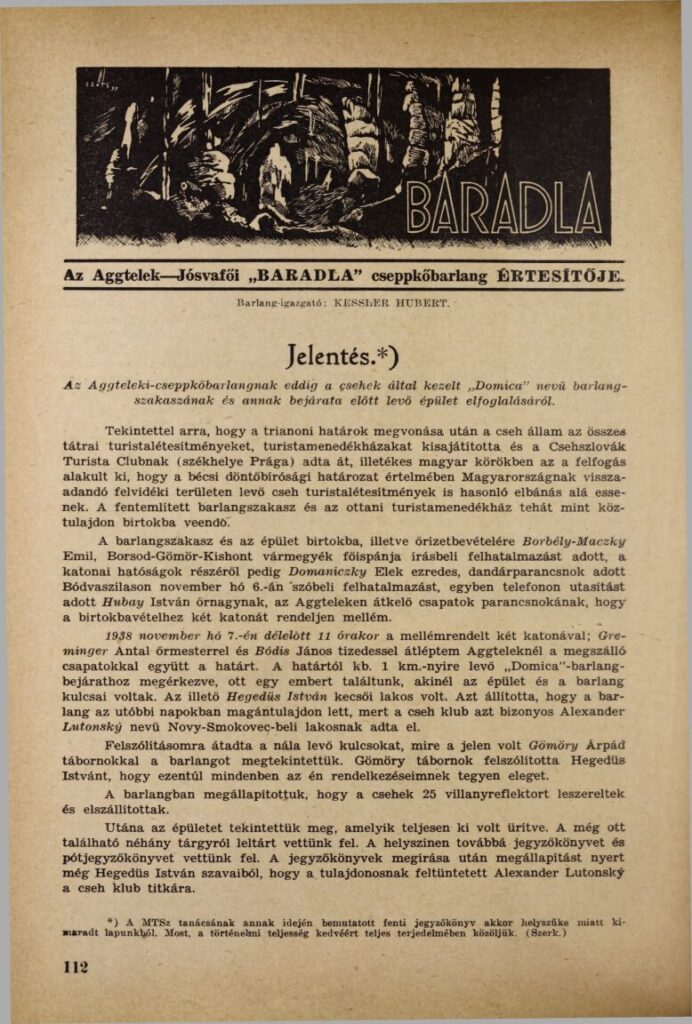 BARADLA
Az Aggtelek—Jósvafői „BARADLA” cseppkőbarlang ÉRTESÍTŐJE.
Barlang-igazgató: KESSLER HUBERT.
Jelentés.*)
Az Aggteleki-cseppkőbarlangnak eddig a csehek által kezelt „Domica” nevű barlang-
szakaszának és annak bejárata előtt levő épület elfoglalásáról.
Tekintettel arra, hogy a trianoni határok megvonása után a cseh állam az összes
tátrai turistalétesítményeket, turistamenedékházakat kisajátította és a Csehszlovák
Turista Clubnak (székhelye Prága) adta át, illetékes magyar körökben az a felfogás
alakult ki, hogy a bécsi döntőbírósági határozat értelmében Magyarországnak vissza-
adandó felvidéki területen levő cseh turistalétesítmények is hasonló elbánás alá esse-
nek. A fentemlített barlangszakasz és az ottani turistamenedékház tehát mint köz-
tulajdon birtokba veendő.
A barlangszakasz és az épület birtokba, illetve őrizetbevételére Borbély-Maczky
Emil, Borsod-Gömör-Kishont vármegyék főispánja írásbeli felhatalmazást adott, a
katonai hatóságok részéről pedig Domaniczky Elek ezredes, dandárparancsnok adott
Bódvaszilason november hó 6.-án szóbeli felhatalmazást, egyben telefonon utasítást
adott Hubay István őrnagynak, az Aggteleken átkelő csapatok parancsnokának, hogy
a birtokbavételhez két katonát rendeljen mellém.
1938 november hó 7.-én délelőtt 11 órakor a mellémrendelt két katonával; Gre-
minger Antal őrmesterrel és Bódis János tizedessel átléptem Aggteleknél a megszálló
csapatokkal együtt a határt. A határtól kb. 1 km.-nyire levő „Domica”-barlang-
bejárathoz megérkezve, ott egy embert találtunk, akinél az épület és a barlang
kulcsai voltak. Az illető Hegedüs István kecsői lakos volt. Azt állította, hogy a bar-
lang az utóbbi napokban magántulajdon lett, mert a cseh klub azt bizonyos Alexander
Lutonský nevű Novy-Smokovec-beli lakosnak adta el.
Felszólításomra átadta a nála levő kulcsokat, mire a jelen volt Gömöry Árpád
tábornokkal a barlangot megtekintettük. Gömöry tábornok felszólította Hegedüs
Istvánt, hogy ezentúl mindenben az én rendelkezéseimnek tegyen eleget.
A barlangban megállapítottuk, hogy a csehek 25 villanyreflektort leszereltek
és elszállítottak.
Utána az épületet tekintettük meg, amelyik teljesen ki volt ürítve. A még ott
található néhány tárgyról leltárt vettünk fel. A helyszínen továbbá jegyzőkönyvet és
pótjegyzőkönyvet vettünk fel. A jegyzőkönyvek megírása után megállapítást nyert
még Hegedüs István szavaiból, hogy a tulajdonosnak feltüntetett Alexander Lutonský
a cseh klub titkára.
*) A MTSz tanácsának annak idején bemutatott fenti jegyzőkönyv akkor helyszűke miatt ki-
maradt lapunkból. Most, a történelmi teljesség kedvéért teljes terjedelmében közöljük. (Szerk.)
112